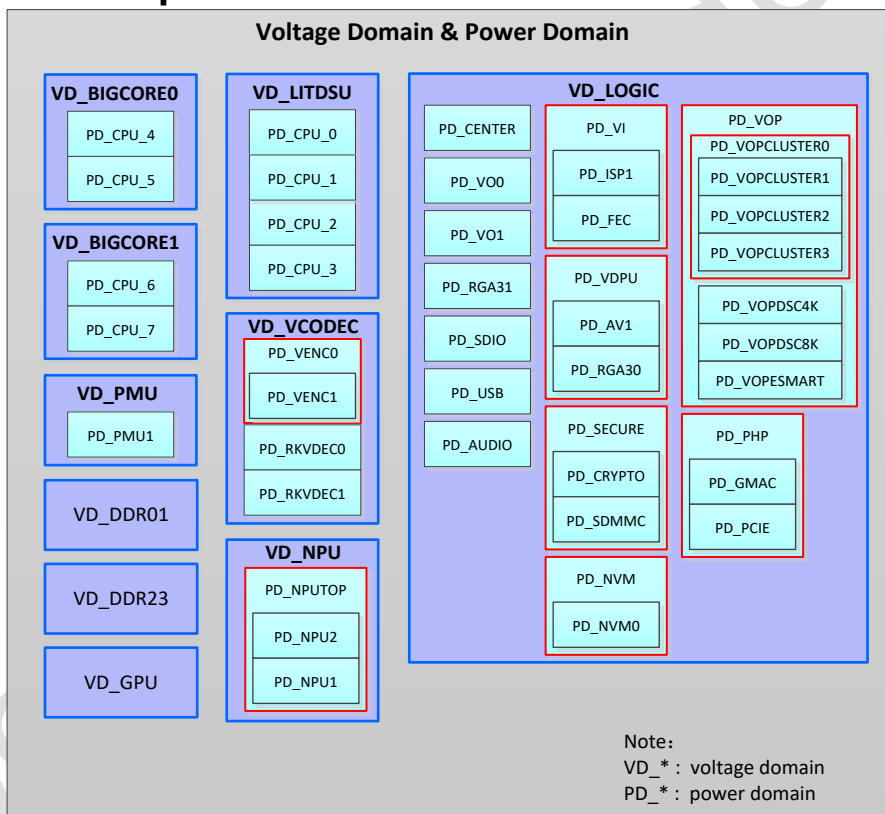 Voltage Domain & Power Domain
VD_BIGCORE0
PD_CPU_4
PD_CPU_5
VD_BIGCORE1
PD_CPU_6
PD_CPU_7
VD_PMU
PD_PMU1
VD_DDR01
VD_DDR23
VD_GPU
VD_LITDSU
PD_CPU_0
PD_CPU_1
PD_CPU_2
PD_CPU_3
VD_VCODEC
PD_VENC0
PD_VENC1
PD_RKVDEC0
PD_RKVDEC1
VD_NPU
PD_NPUTOP
PD_NPU2
PD_NPU1
VD_LOGIC
PD_CENTER
PD_VO0
PD_VO1
PD_RGA31
PD_SDIO
PD_USB
PD_AUDIO
PD_VI
PD_ISP1
PD_FEC
PD_VDPU
PD_AV1
PD_RGA30
PD_SECURE
PD_CRYPTO
PD_SDMMC
PD_NVM
PD_NVM0
PD_VOP
PD_VOPCLUSTER0
PD_VOPCLUSTER1
PD_VOPCLUSTER2
PD_VOPCLUSTER3
PD_VOPDSC4K
PD_VOPDSC8K
PD_VOPESMART
PD_PHP
PD_GMAC
PD_PCIE
Note：
VD_* : voltage domain
PD_* : power domain